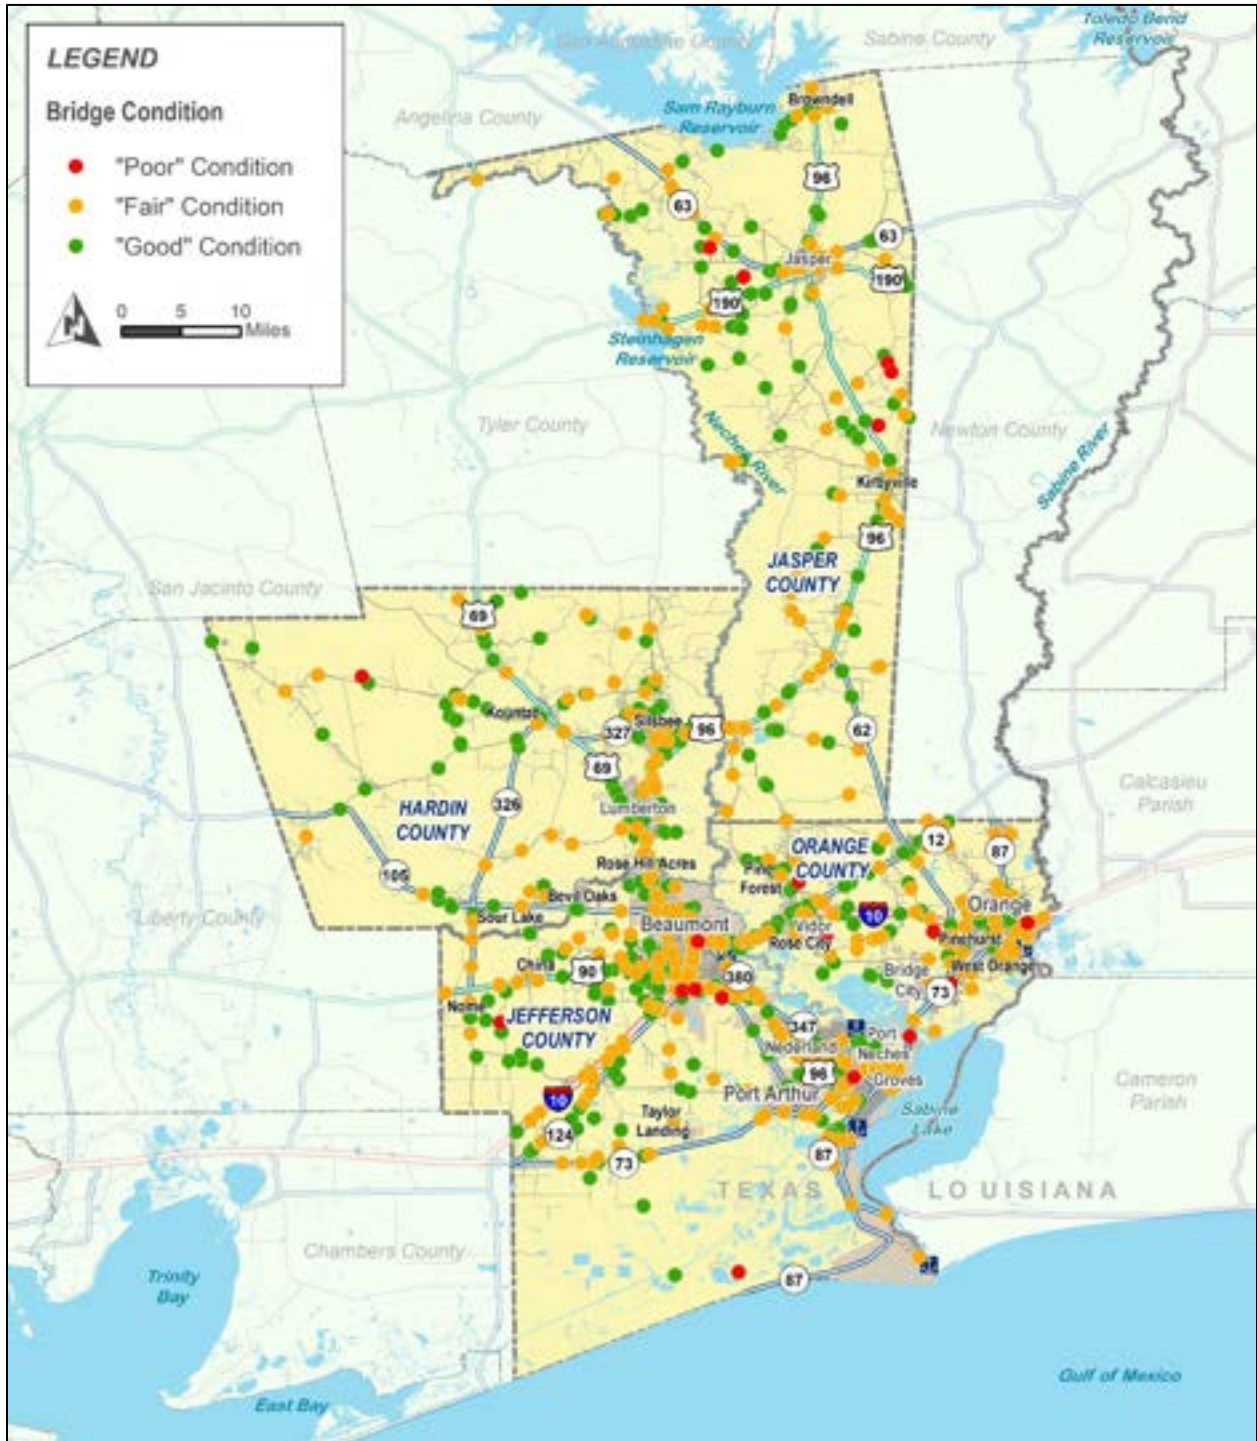 LEGEND
Bridge Condition
"Poor" Condition
"Fair" Condition
"Good" Condition
N
0 5 10
Miles
San Augustine County
Sabine County
Toledo Bend
Reservoir
Angelina County
Sam Rayburn
Reservoir
Browndell
96
63
63
Jasper
190
190
Steinhagen
Reservoir
Tyler County
Neches River
Newton County
Sabine River
Kirbyville
96
JASPER
COUNTY
San Jacinto County
69
Kountze
327
Silsbee
96
62
69
Calcasieu
Parish
HARDIN
COUNTY
326
Lumberton
ORANGE
COUNTY
12
87
105
Rose Hill Acres
Pine
Forest
Liberty County
Bevil Oaks
Sour Lake
Beaumont
10
Orange
Vidor
Rose City
Pinehurst
West Orange
China
90
380
Bridge
City
73
Nome
JEFFERSON
COUNTY
347
Port
Neches
Nederland
96
Groves
Port Arthur
Cameron
Parish
10
124
Taylor
Landing
Sabine
Lake
73
87
TEXAS
LOUISIANA
Chambers County
Trinity
Bay
87
East Bay
Gulf of Mexico